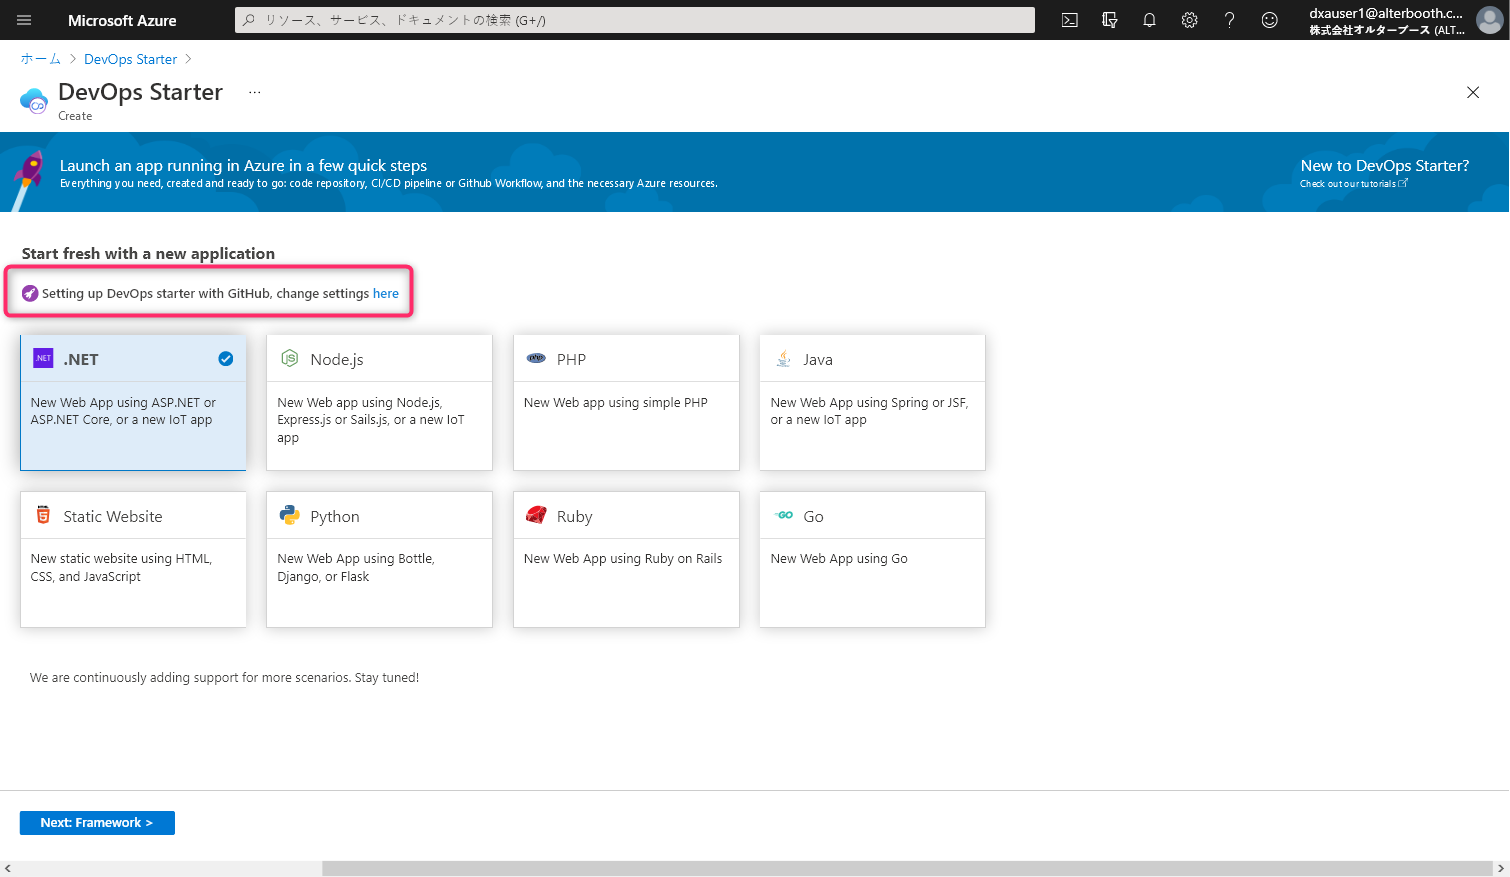 Microsoft Azure
リソース、サービス、ドキュメントの検索 (G+/)
dxauser1@alterbooth.c...
株式会社オルターブース (ALT...
ホーム > DevOps Starter >
DevOps Starter ...
Create
Launch an app running in Azure in a few quick steps
Everything you need, created and ready to go: code repository, CI/CD pipeline or Github Workflow, and the necessary Azure resources.
New to DevOps Starter?
Check out our tutorials
Start fresh with a new application
Setting up DevOps starter with GitHub, change settings here
.NET .NET
New Web App using ASP.NET or
ASP.NET Core, or a new IoT app
Node.js
New Web app using Node.js,
Express.js or Sails.js, or a new IoT
app
php PHP
New Web app using simple PHP
Java
New Web App using Spring or JSF,
or a new IoT app
Static Website
New static website using HTML,
CSS, and JavaScript
Python
New Web App using Bottle,
Django, or Flask
Ruby
New Web App using Ruby on Rails
GO Go
New Web App using Go
We are continuously adding support for more scenarios. Stay tuned!
Next: Framework >